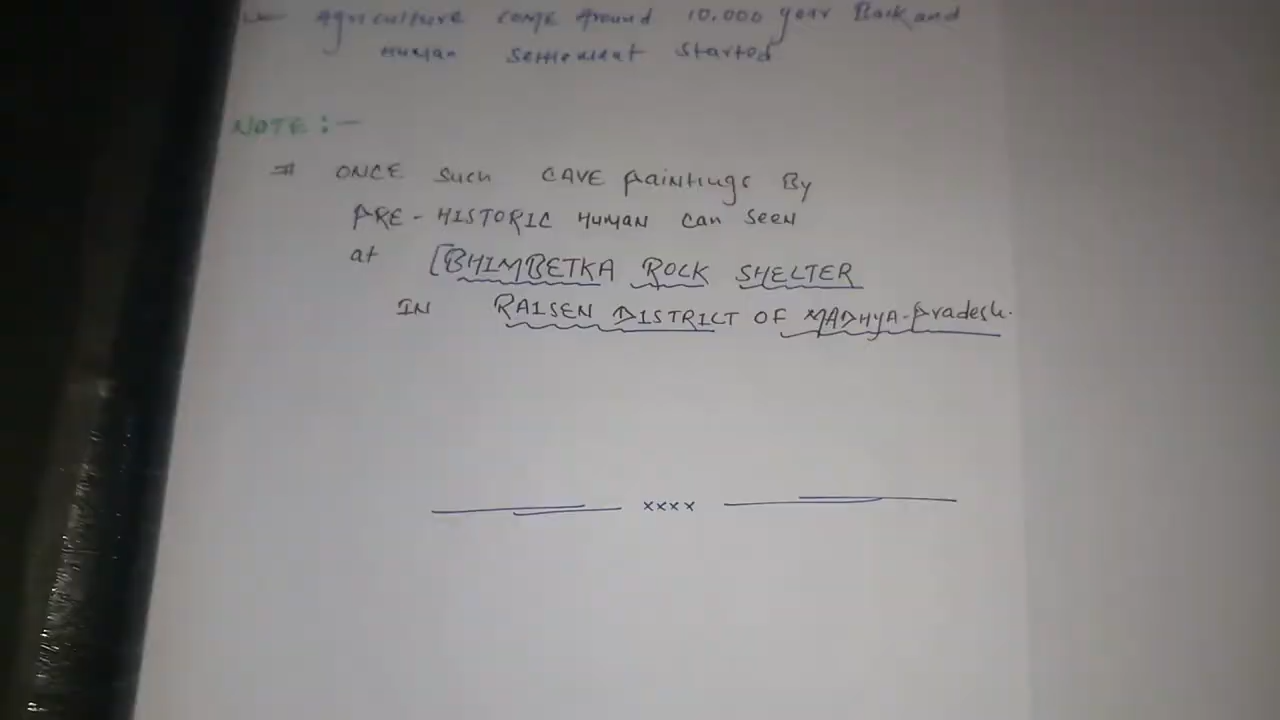 Agriculture come Around 10.000 year Back and
Human Settlement Started
NOTE :-
⇒ ONCE Such CAVE Paintings By
PRE-HISTORIC HUMAN can seen
at [BHIMBETKA ROCK SHELTER
IN RAISEN DISTRICT OF MADHYA-Pradesh.
xxxx